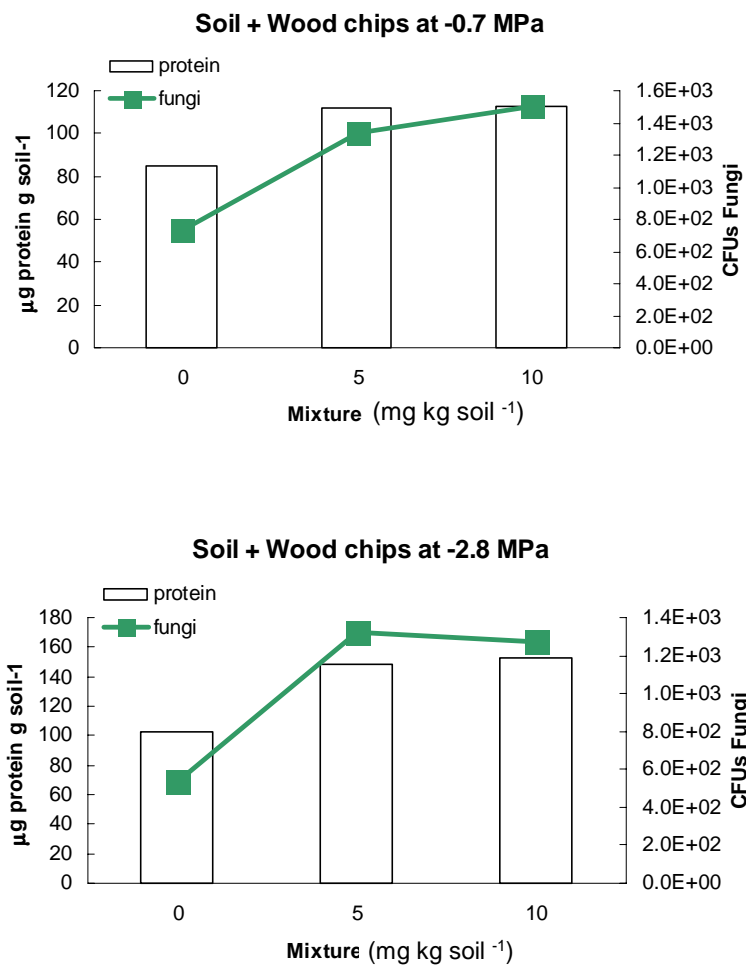 Soil + Wood chips at -0.7 MPa
protein
fungi
120
100
80
60
40
20
0
µg protein g soil-1
1.6E+03
1.4E+03
1.2E+03
1.0E+03
8.0E+02
6.0E+02
4.0E+02
2.0E+02
0.0E+00
CFUs Fungi
0 5 10
Mixture (mg kg soil -1)
Soil + Wood chips at -2.8 MPa
protein
fungi
180
160
140
120
100
80
60
40
20
0
µg protein g soil-1
1.4E+03
1.2E+03
1.0E+03
8.0E+02
6.0E+02
4.0E+02
2.0E+02
0.0E+00
CFUs Fungi
0 5 10
Mixture (mg kg soil -1)